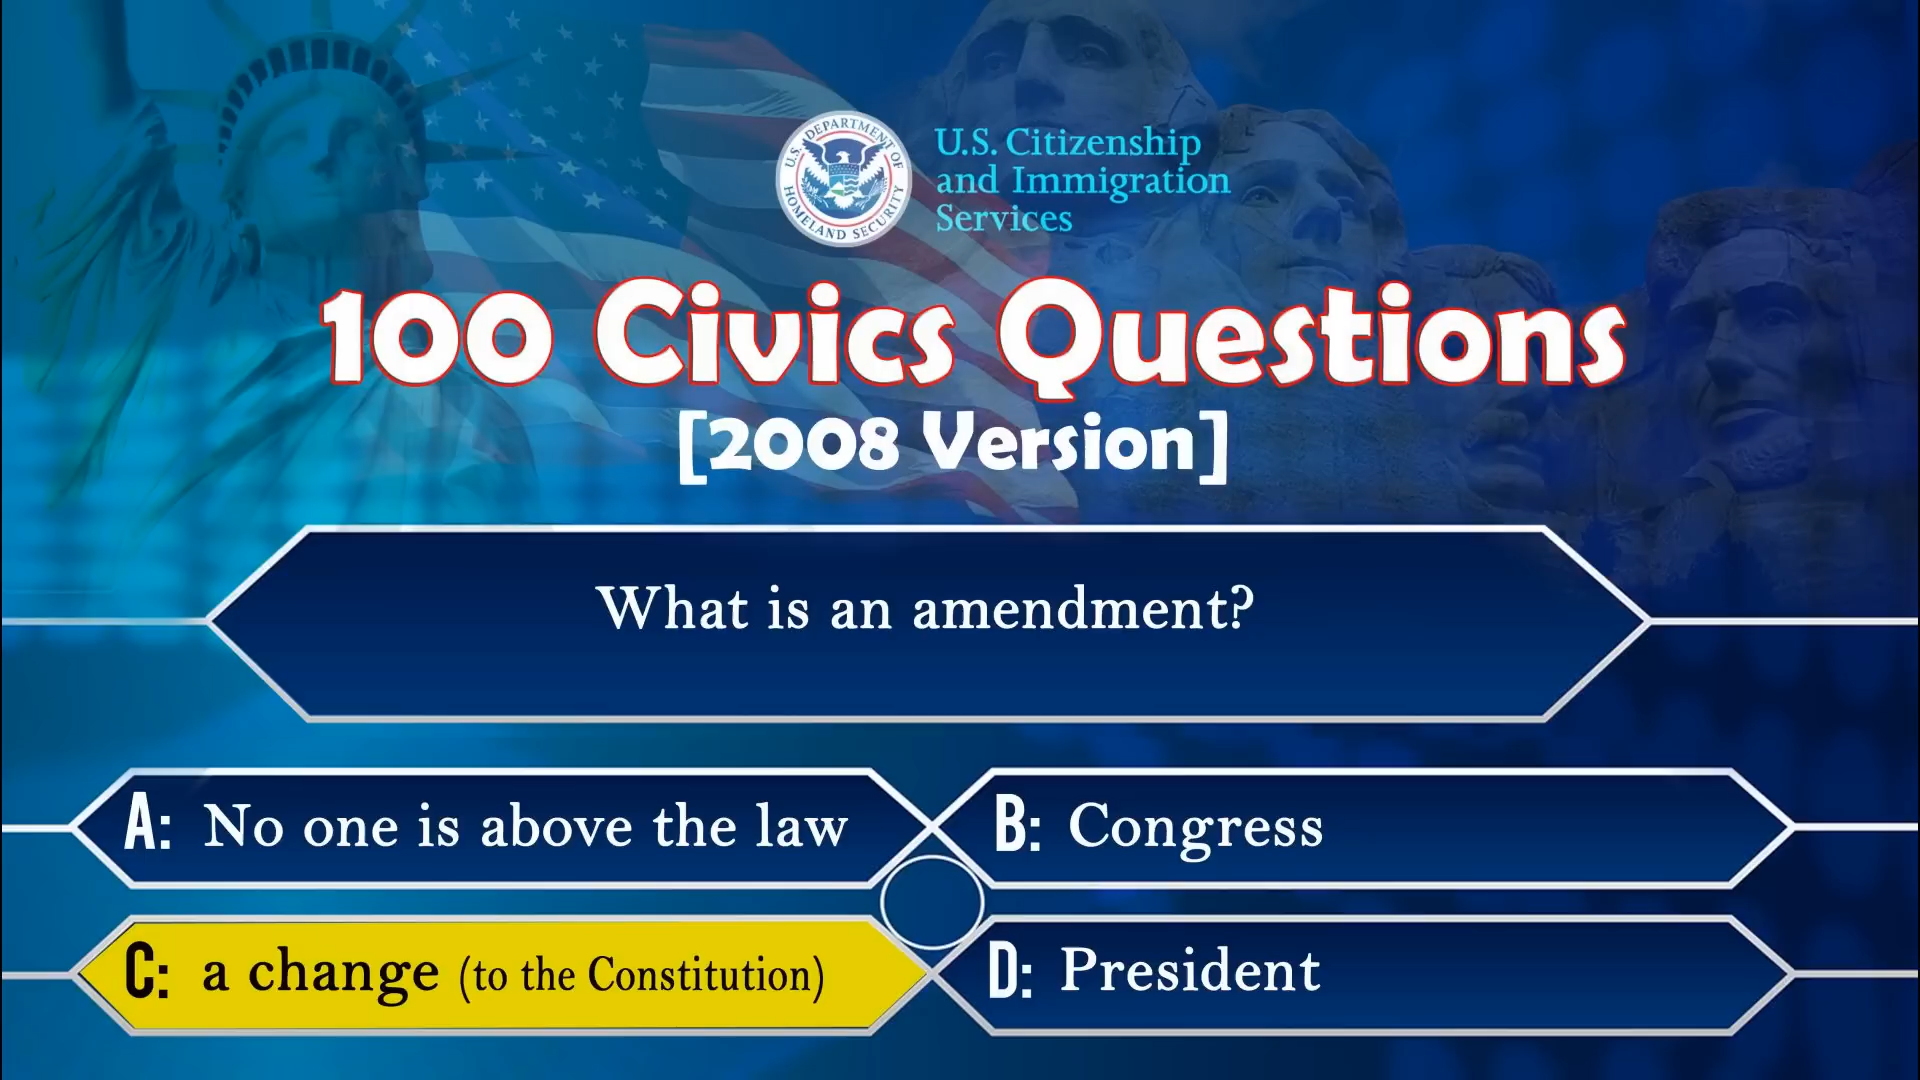 U.S. DEPARTMENT OF
HOMELAND SECURITY
U.S. Citizenship
and Immigration
Services
100 Civics Questions
[2008 Version]
What is an amendment?
A: No one is above the law
B: Congress
C: a change (to the Constitution)
D: President